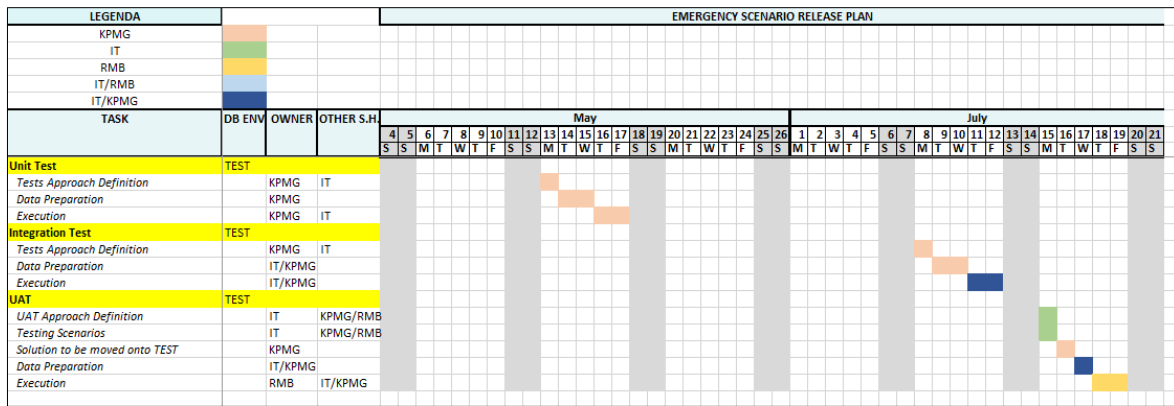 LEGENDA EMERGENCY SCENARIO RELEASE PLAN
KPMG
IT
RMB
IT/RMB
IT/KPMG
TASK DB ENV OWNER OTHER S.H. May July
4 5 6 7 8 9 10 11 12 13 14 15 16 17 18 19 20 21 22 23 24 25 26 1 2 3 4 5 6 7 8 9 10 11 12 13 14 15 16 17 18 19 20 21
S S M T W T F S S M T W T F S S M T W T F S S M T W T F S S M T W T F S S M T W T F S S
Unit Test TEST
Tests Approach Definition KPMG IT
Data Preparation KPMG
Execution KPMG IT
Integration Test TEST
Tests Approach Definition KPMG IT
Data Preparation IT/KPMG
Execution IT/KPMG
UAT TEST
UAT Approach Definition IT KPMG/RMB
Testing Scenarios IT KPMG/RMB
Solution to be moved onto TEST KPMG
Data Preparation IT/KPMG
Execution RMB IT/KPMG